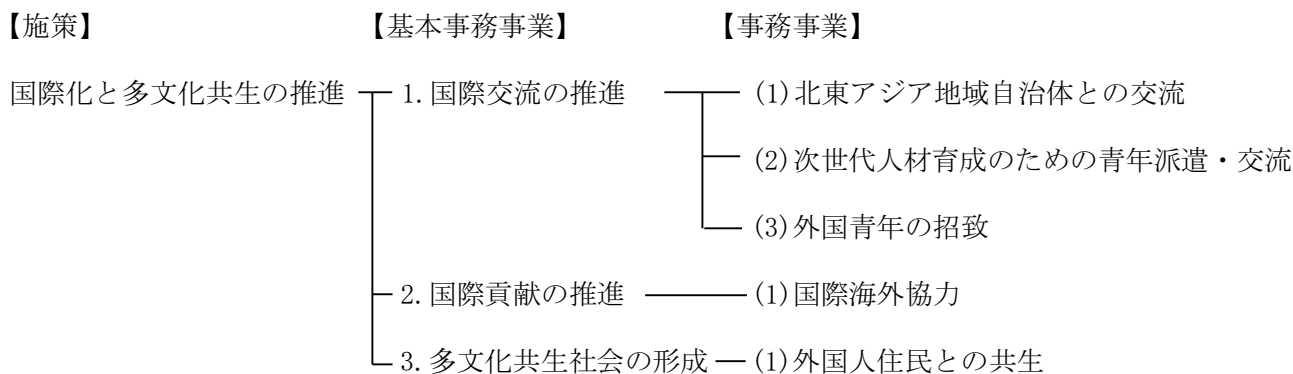 【施策】 【基本事務事業】 【事務事業】
国際化と多文化共生の推進 1.国際交流の推進 (1)北東アジア地域自治体との交流
(2)次世代人材育成のための青年派遣・交流
(3)外国青年の招致
2.国際貢献の推進 (1)国際海外協力
3.多文化共生社会の形成 (1)外国人住民との共生